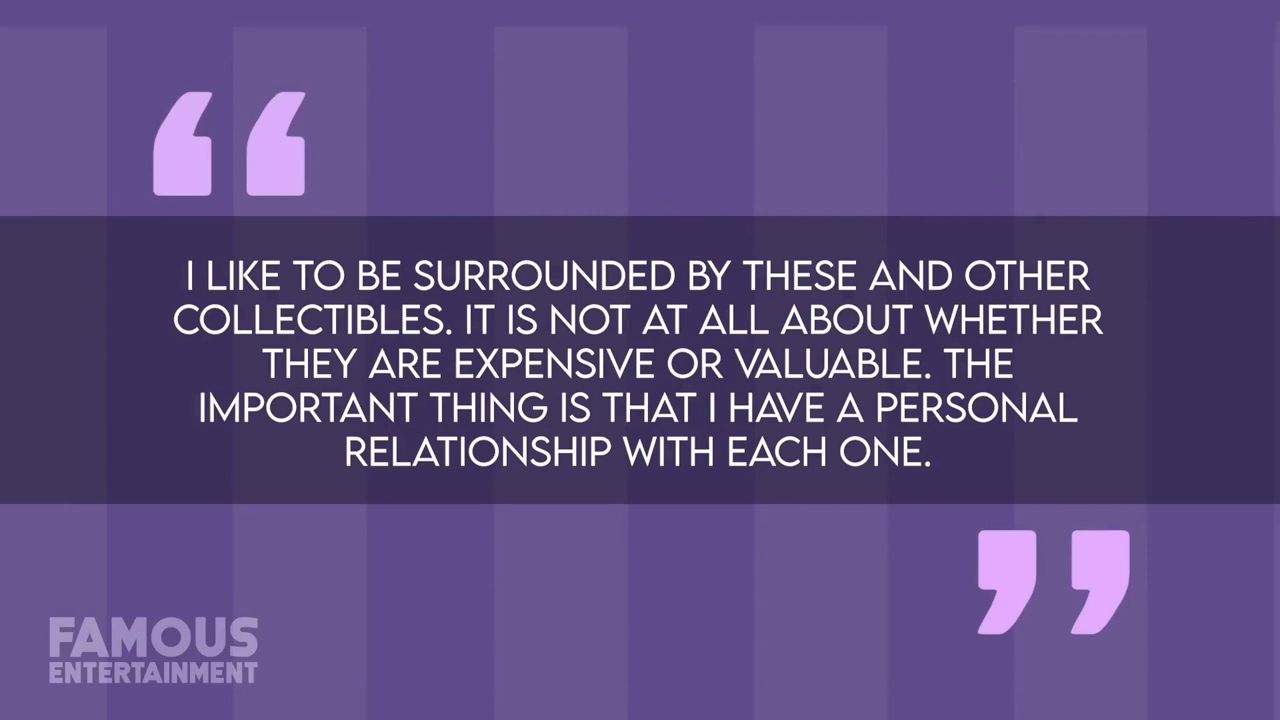 I LIKE TO BE SURROUNDED BY THESE AND OTHER
COLLECTIBLES. IT IS NOT AT ALL ABOUT WHETHER
THEY ARE EXPENSIVE OR VALUABLE. THE
IMPORTANT THING IS THAT I HAVE A PERSONAL
RELATIONSHIP WITH EACH ONE.
FAMOUS
ENTERTAINMENT